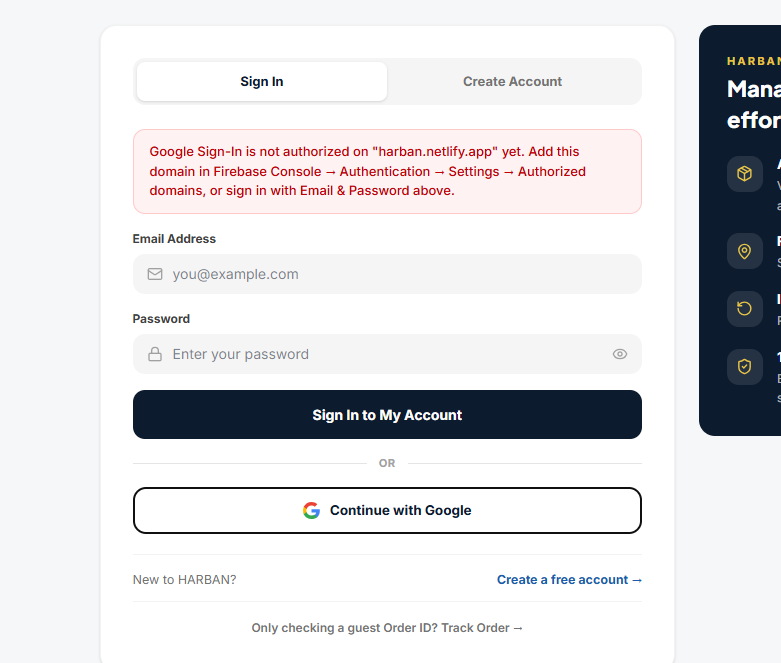 Sign In
Create Account
Google Sign-In is not authorized on "harban.netlify.app" yet. Add this
domain in Firebase Console → Authentication → Settings → Authorized
domains, or sign in with Email & Password above.
Email Address
you@example.com
Password
Enter your password
Sign In to My Account
OR
Continue with Google
New to HARBAN?
Create a free account →
Only checking a guest Order ID? Track Order →
HARBAN
Mana
effor